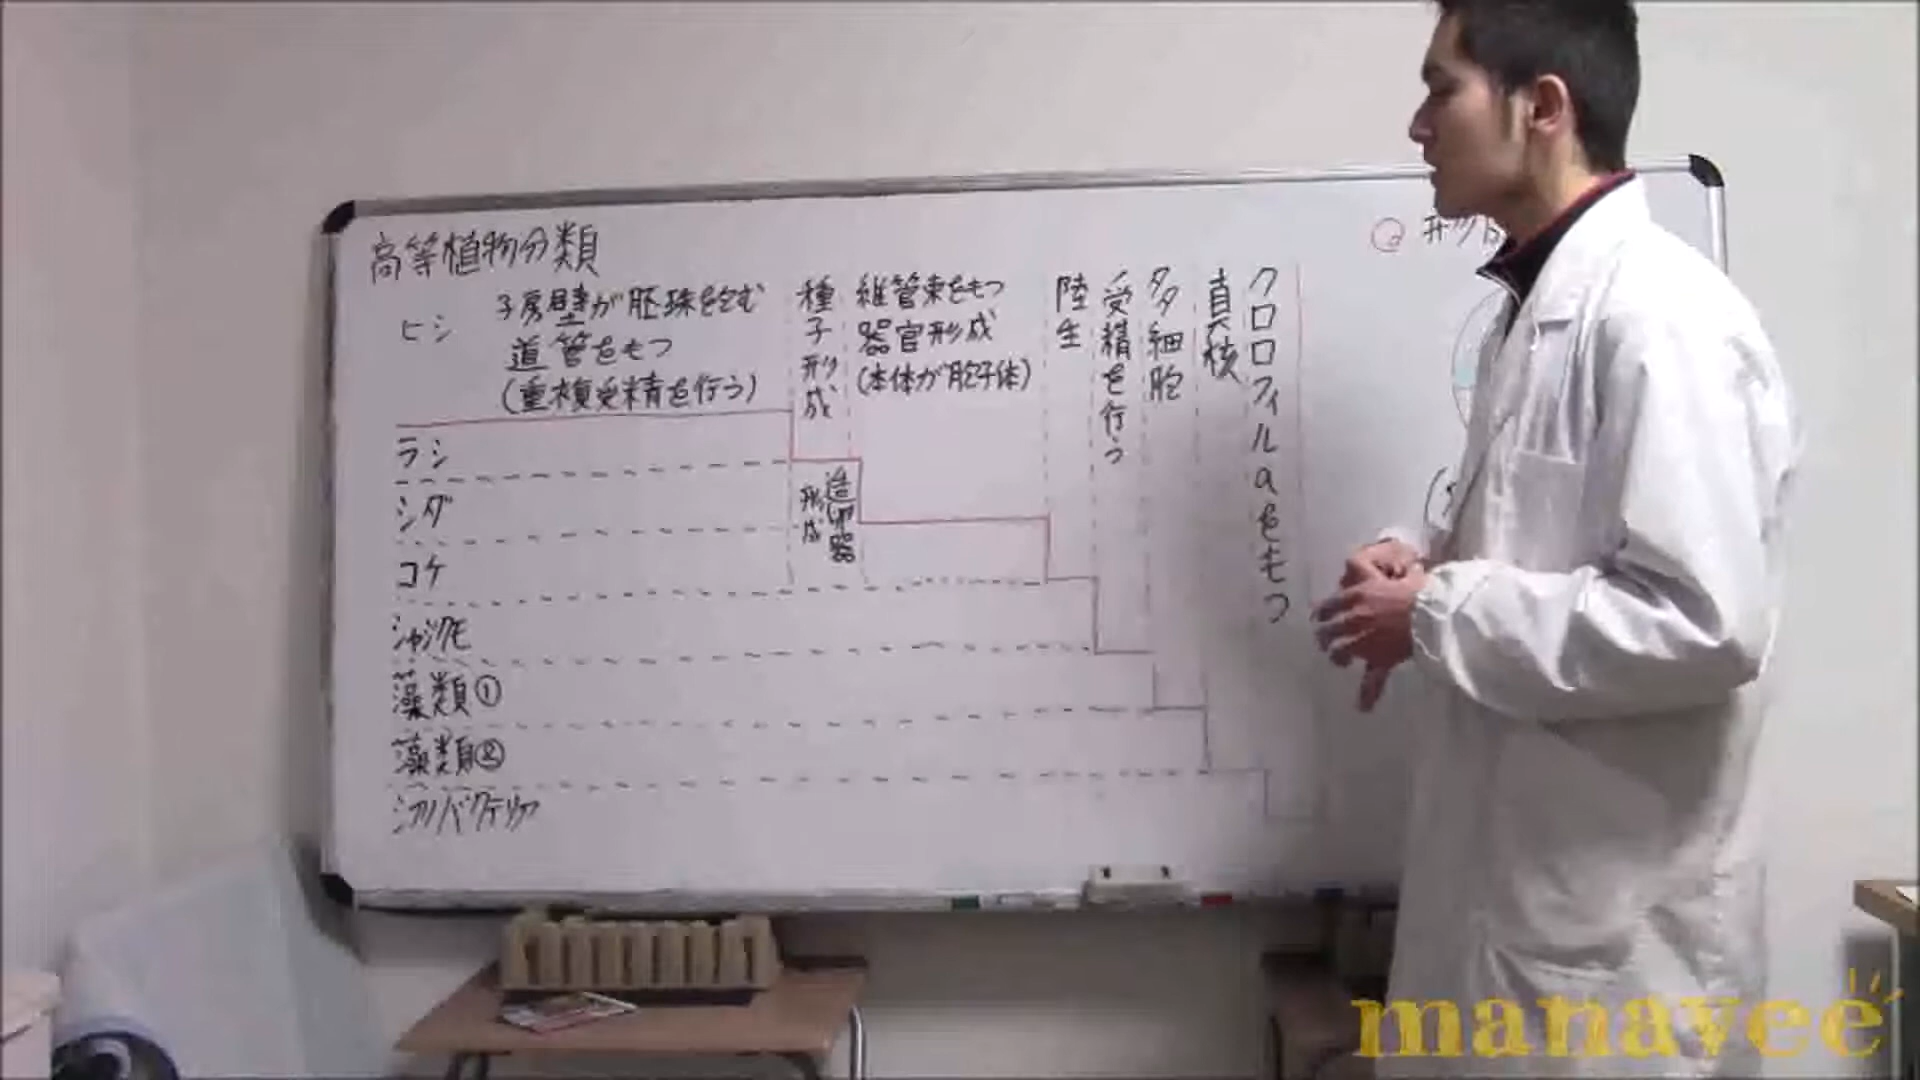 高等植物分類
ヒシ
子房壁が胚珠を包む
道管をもつ
(重複受精を行う)
種子形成
維管束をもつ
器官形成
(本体が胞子体)
陸生
受精を行う
多細胞
真核
クロロフィルaをもつ
ラシ
シダ
造卵器
形成
コケ
シャジクモ
藻類①
藻類②
シアノバクテリア
manavee